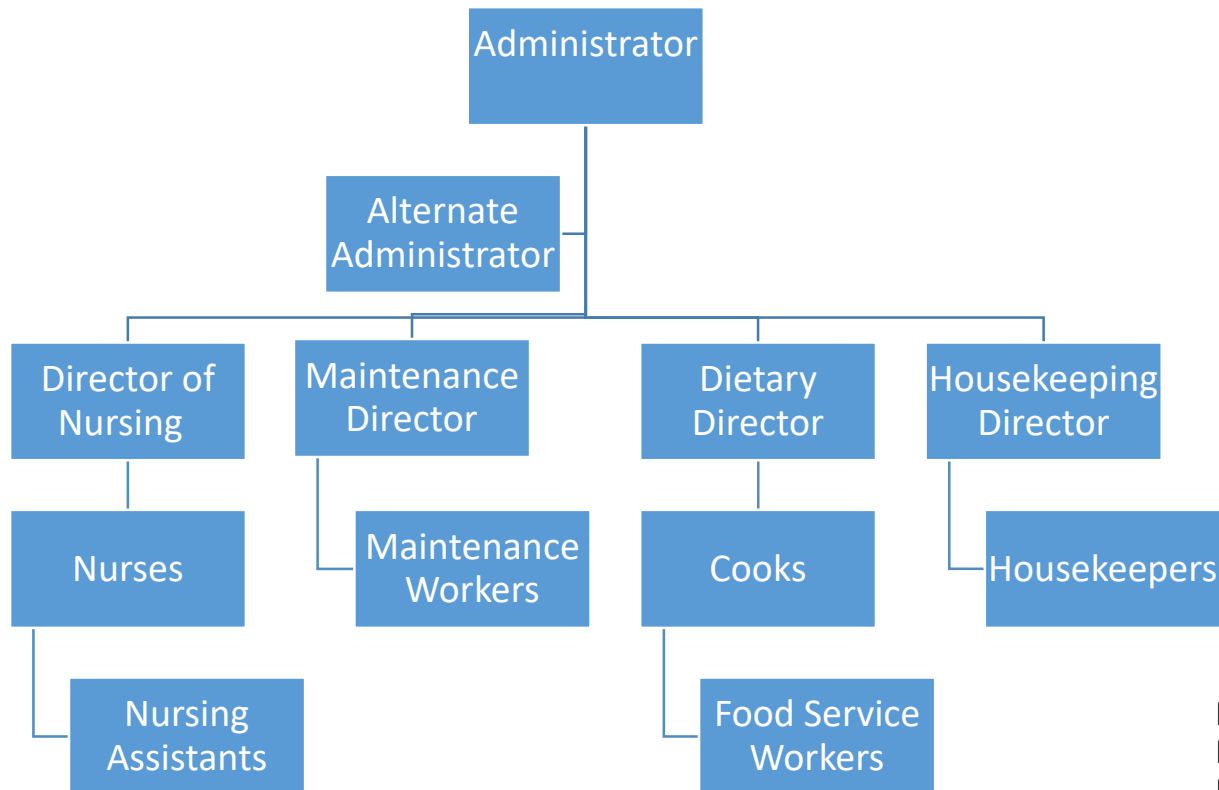 Administrator
Alternate
Administrator
Director of
Nursing
Maintenance
Director
Dietary
Director
Housekeeping
Director
Nurses
Maintenance
Workers
Cooks
Housekeepers
Nursing
Assistants
Food Service
Workers